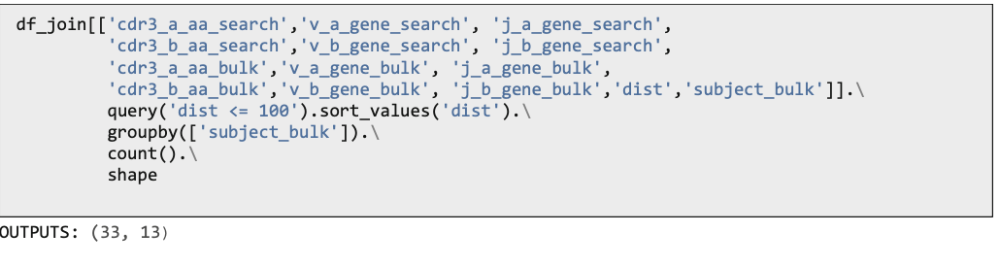 df_join[['cdr3_a_aa_search','v_a_gene_search', 'j_a_gene_search',
'cdr3_b_aa_search','v_b_gene_search', 'j_b_gene_search',
'cdr3_a_aa_bulk','v_a_gene_bulk', 'j_a_gene_bulk',
'cdr3_b_aa_bulk','v_b_gene_bulk', 'j_b_gene_bulk','dist','subject_bulk']].\
query('dist <= 100').sort_values('dist').\
groupby(['subject_bulk']).\
count().\
shape
OUTPUTS: (33, 13)